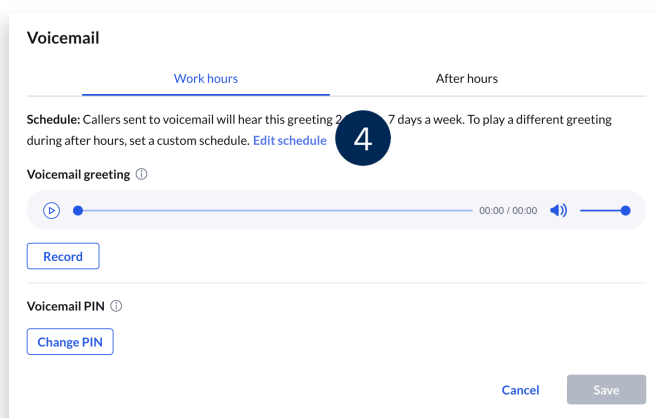 Voicemail
Work hours After hours
Schedule: Callers sent to voicemail will hear this greeting 2 7 days a week. To play a different greeting
during after hours, set a custom schedule. Edit schedule
4
Voicemail greeting
00:00 / 00:00
Record
Voicemail PIN
Change PIN
Cancel Save